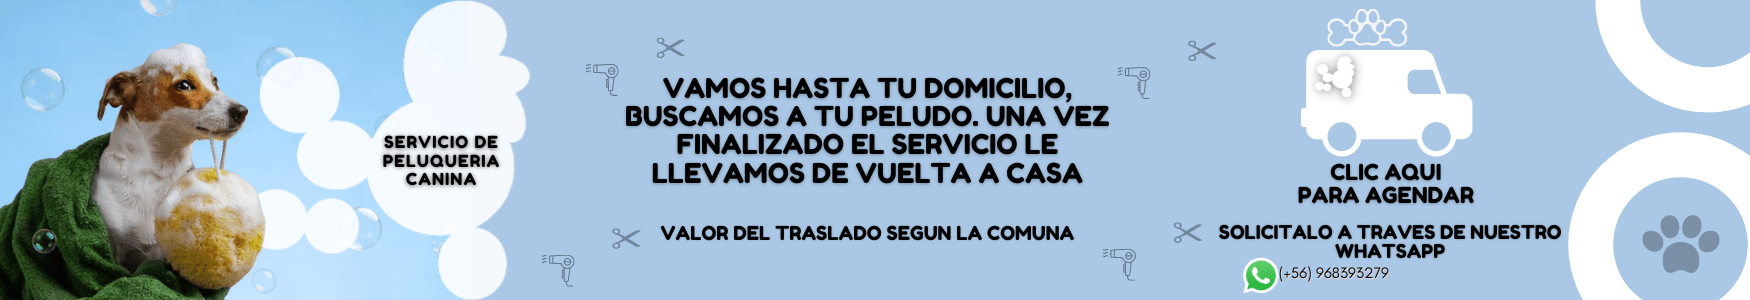 SERVICIO DE
PELUQUERIA
CANINA
VAMOS HASTA TU DOMICILIO,
BUSCAMOS A TU PELUDO. UNA VEZ
FINALIZADO EL SERVICIO LE
LLEVAMOS DE VUELTA A CASA
VALOR DEL TRASLADO SEGUN LA COMUNA
CLIC AQUI
PARA AGENDAR
SOLICITALO A TRAVES DE NUESTRO
WHATSAPP
(+56) 968393279